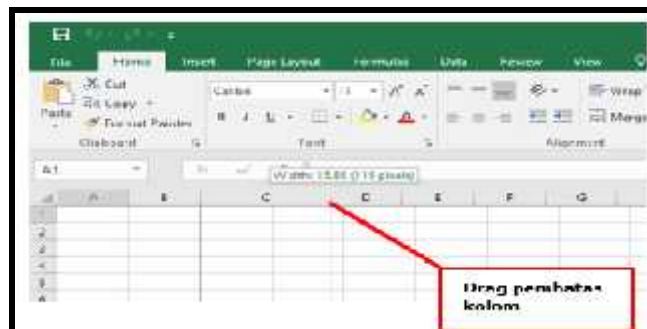 File Home Insert Page Layout Formulas Data Review View
Cut
Calibri
Copy
Wrap
Paste
Format Painter
B I U
Merge
Clipboard Font Alignment
A1
Width: 15.86 (116 pixels)
A B C D E F G
1
2
3
4
5
6
Drag pembatas
kolom